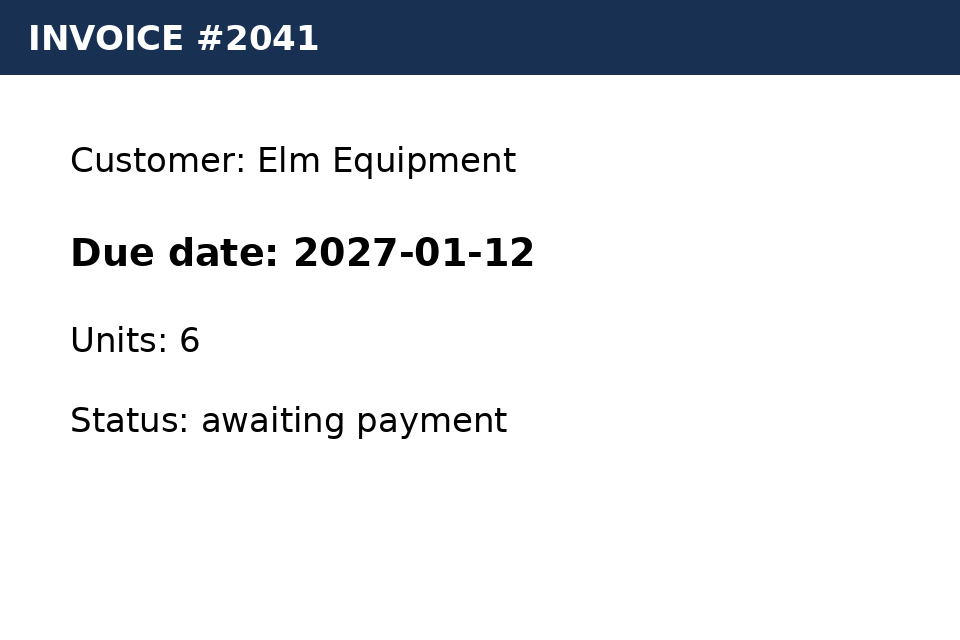 INVOICE #2041
Customer: Elm Equipment
Due date: 2027-01-12
Units: 6
Status: awaiting payment